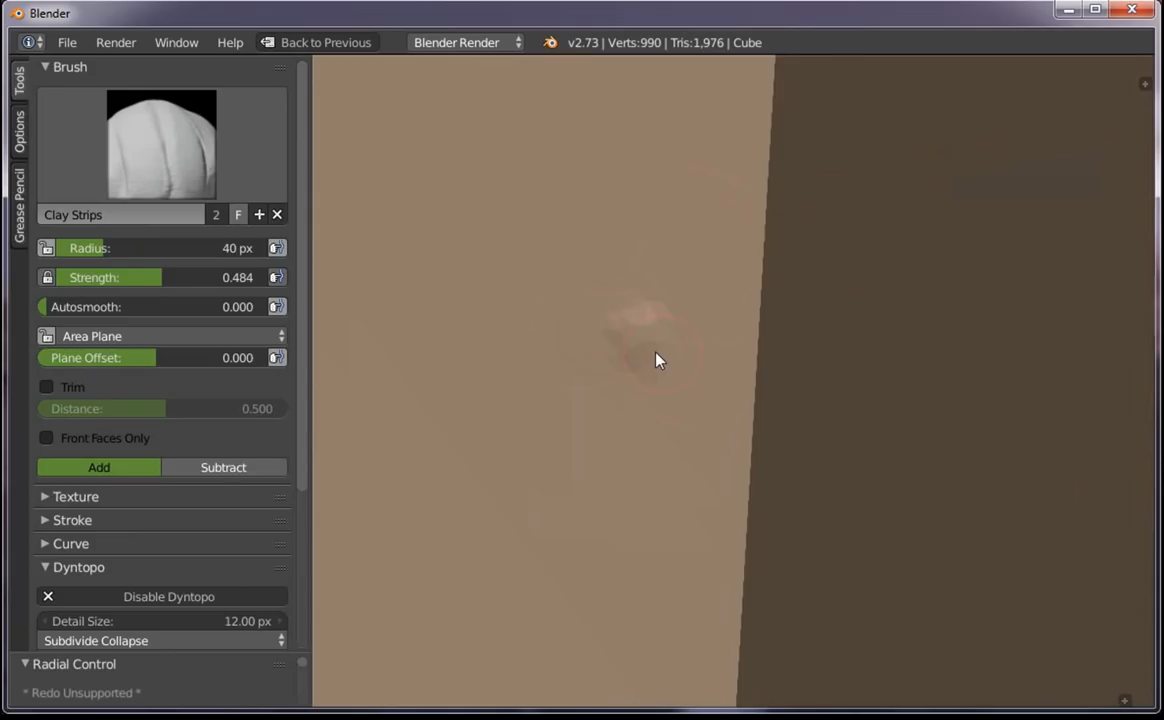 Blender
File Render Window Help Back to Previous Blender Render v2.73 | Verts:990 | Tris:1,976 | Cube
Tools
Options
Grease Pencil
Brush
Clay Strips 2 F
Radius: 40 px
Strength: 0.484
Autosmooth: 0.000
Area Plane
Plane Offset: 0.000
Trim
Distance: 0.500
Front Faces Only
Add Subtract
Texture
Stroke
Curve
Dyntopo
Disable Dyntopo
Detail Size: 12.00 px
Subdivide Collapse
Radial Control
* Redo Unsupported *